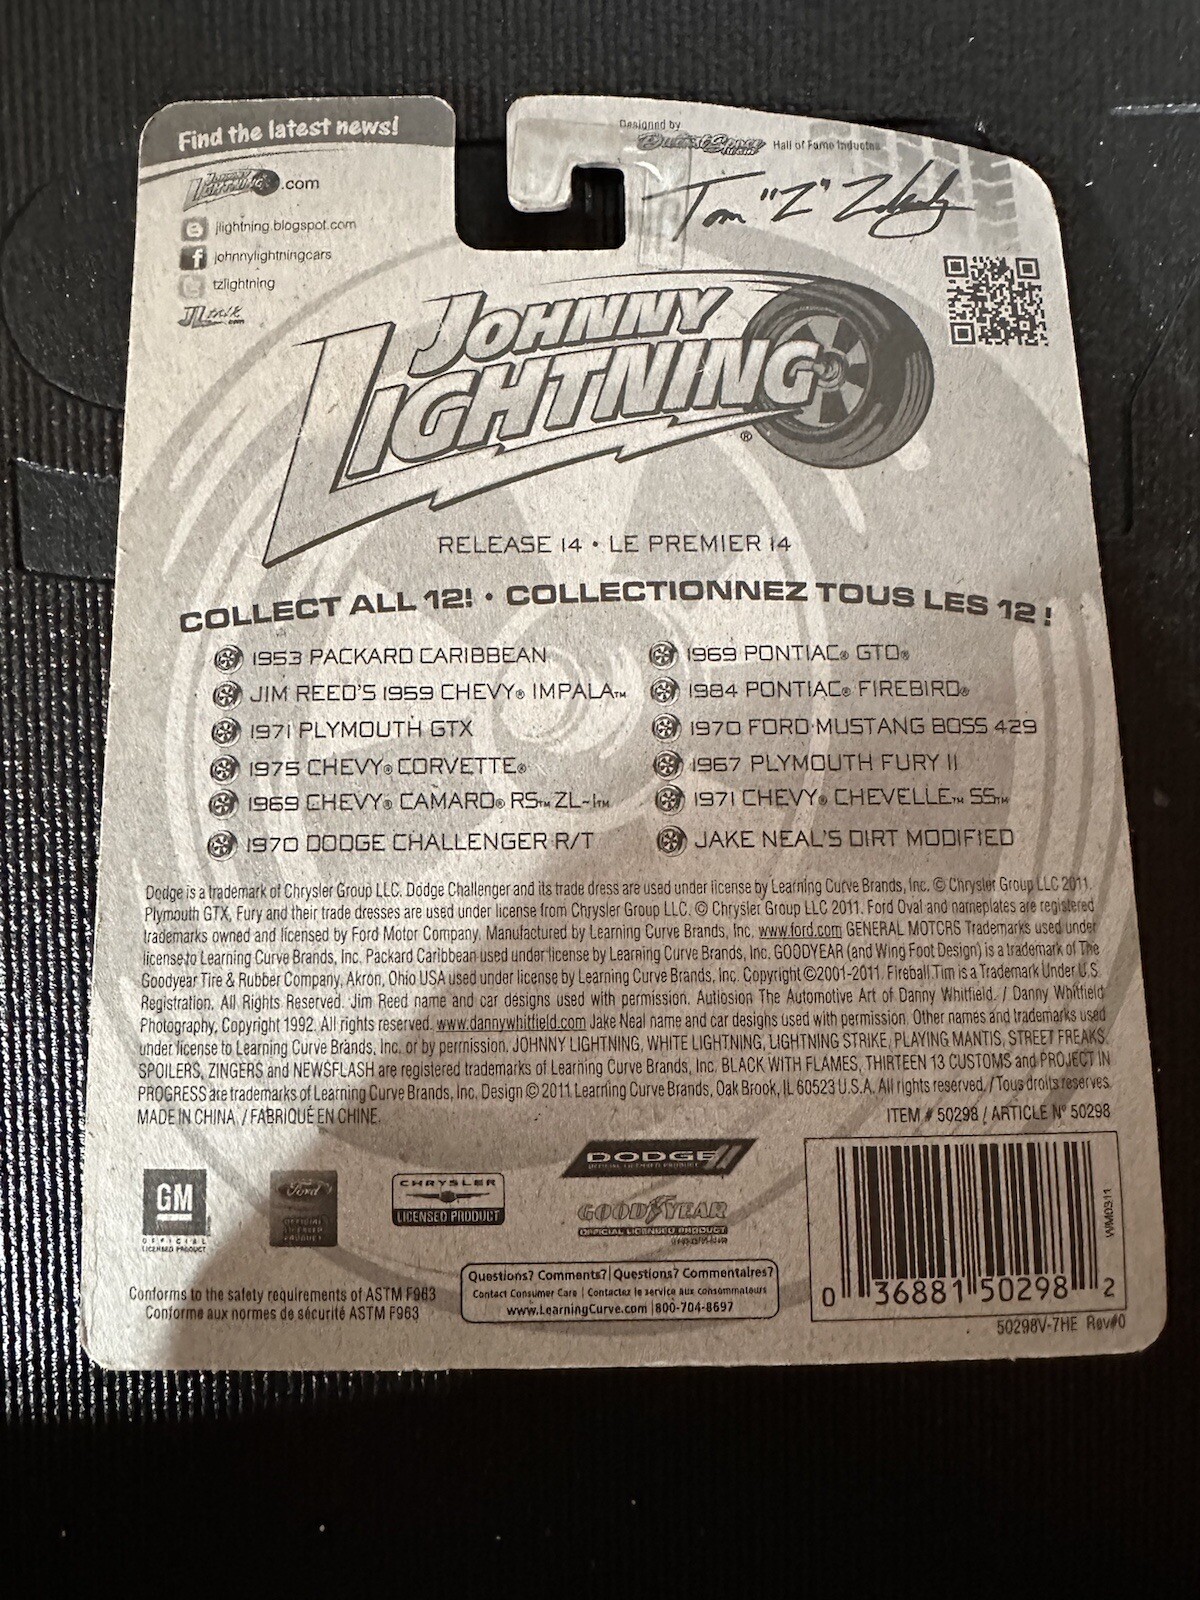 Find the latest news!
JOHNNY LIGHTNING .com
jlightning.blogspot.com
johnnylightningcars
tzlightning
JL talk .com
Designed by
Hall of Fame Inductee
Tom "Z"
JOHNNY
LIGHTNING®
RELEASE 14 • LE PREMIER 14
COLLECT ALL 12! • COLLECTIONNEZ TOUS LES 12 !
1953 PACKARD CARIBBEAN
JIM REED'S 1959 CHEVY® IMPALA™
1971 PLYMOUTH GTX
1975 CHEVY® CORVETTE®
1969 CHEVY® CAMARO® RS™ ZL-1™
1970 DODGE CHALLENGER R/T
1969 PONTIAC® GTO®
1984 PONTIAC® FIREBIRD®
1970 FORD MUSTANG BOSS 429
1967 PLYMOUTH FURY II
1971 CHEVY® CHEVELLE™ SS™
JAKE NEAL'S DIRT MODIFIED
Dodge is a trademark of Chrysler Group LLC. Dodge Challenger and its trade dress are used under license by Learning Curve Brands, Inc. © Chrysler Group LLC 2011.
Plymouth GTX, Fury and their trade dresses are used under license from Chrysler Group LLC. © Chrysler Group LLC 2011. Ford Oval and nameplates are registered
trademarks owned and licensed by Ford Motor Company. Manufactured by Learning Curve Brands, Inc. www.ford.com GENERAL MOTORS Trademarks used under
license to Learning Curve Brands, Inc. Packard Caribbean used under license by Learning Curve Brands, Inc. GOODYEAR (and Wing Foot Design) is a trademark of The
Goodyear Tire & Rubber Company, Akron, Ohio USA used under license by Learning Curve Brands, Inc. Copyright ©2001-2011. Fireball Tim is a Trademark Under U.S.
Registration. All Rights Reserved. Jim Reed name and car designs used with permission. Autiosion The Automotive Art of Danny Whitfield. / Danny Whitfield
Photography, Copyright 1992. All rights reserved. www.dannywhitfield.com Jake Neal name and car designs used with permission. Other names and trademarks used
under license to Learning Curve Brands, Inc. or by permission. JOHNNY LIGHTNING, WHITE LIGHTNING, LIGHTNING STRIKE, PLAYING MANTIS, STREET FREAKS,
SPOILERS, ZINGERS and NEWSFLASH are registered trademarks of Learning Curve Brands, Inc. BLACK WITH FLAMES, THIRTEEN 13 CUSTOMS and PROJECT IN
PROGRESS are trademarks of Learning Curve Brands, Inc. Design © 2011 Learning Curve Brands, Oak Brook, IL 60523 U.S.A. All rights reserved. / Tous droits reserves.
MADE IN CHINA. / FABRIQUÉ EN CHINE.
ITEM # 50298 / ARTICLE N° 50298
GM
OFFICIAL
LICENSED PRODUCT
Ford
OFFICIAL
LICENSED
PRODUCT
CHRYSLER
LICENSED PRODUCT
DODGE
OFFICIAL LICENSED PRODUCT
GOODYEAR
OFFICIAL LICENSED PRODUCT
Conforms to the safety requirements of ASTM F963
Conforme aux normes de sécurité ASTM F963
Questions? Comments? | Questions? Commentaires?
Contact Consumer Care | Contactez le service aux consommateurs
www.LearningCurve.com | 800-704-8697
WM0311
0 36881 50298 2
50298V-7HE Rev#0